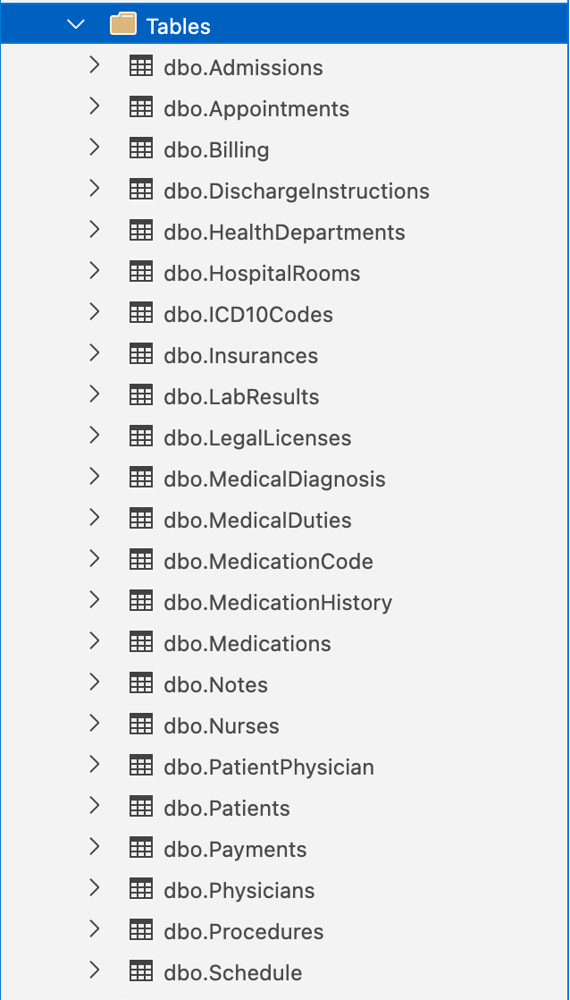 Tables
dbo.Admissions
dbo.Appointments
dbo.Billing
dbo.DischargeInstructions
dbo.HealthDepartments
dbo.HospitalRooms
dbo.ICD10Codes
dbo.Insurances
dbo.LabResults
dbo.LegalLicenses
dbo.MedicalDiagnosis
dbo.MedicalDuties
dbo.MedicationCode
dbo.MedicationHistory
dbo.Medications
dbo.Notes
dbo.Nurses
dbo.PatientPhysician
dbo.Patients
dbo.Payments
dbo.Physicians
dbo.Procedures
dbo.Schedule